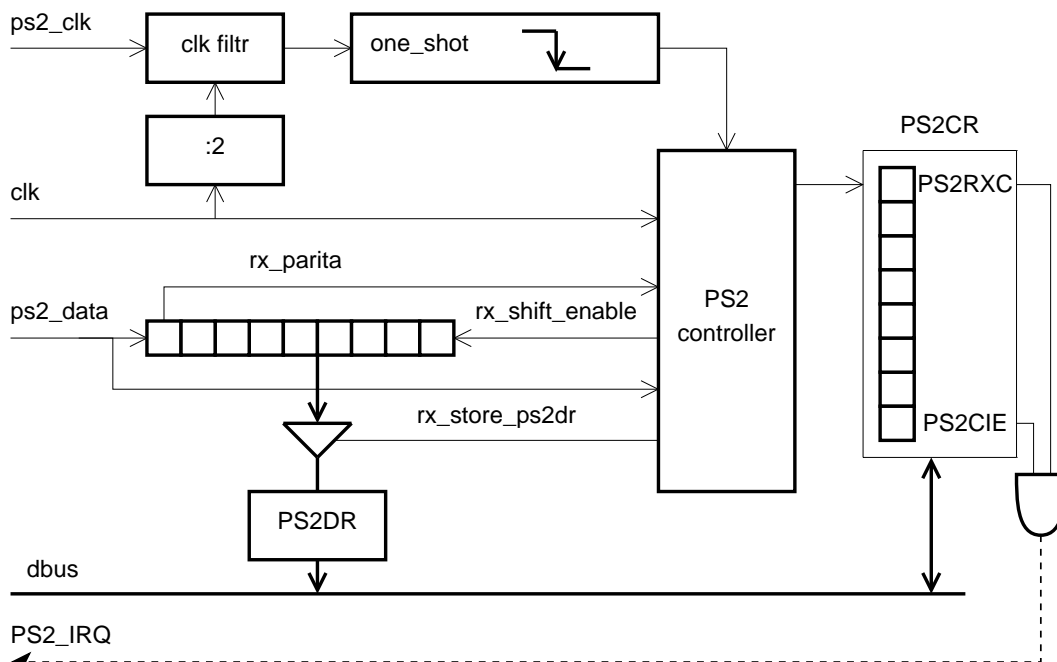 ps2_clk
clk filtr
one_shot
:2
PS2CR
clk
PS2RXC
rx_parita
ps2_data
rx_shift_enable
PS2
controller
rx_store_ps2dr
PS2CIE
PS2DR
dbus
PS2_IRQ